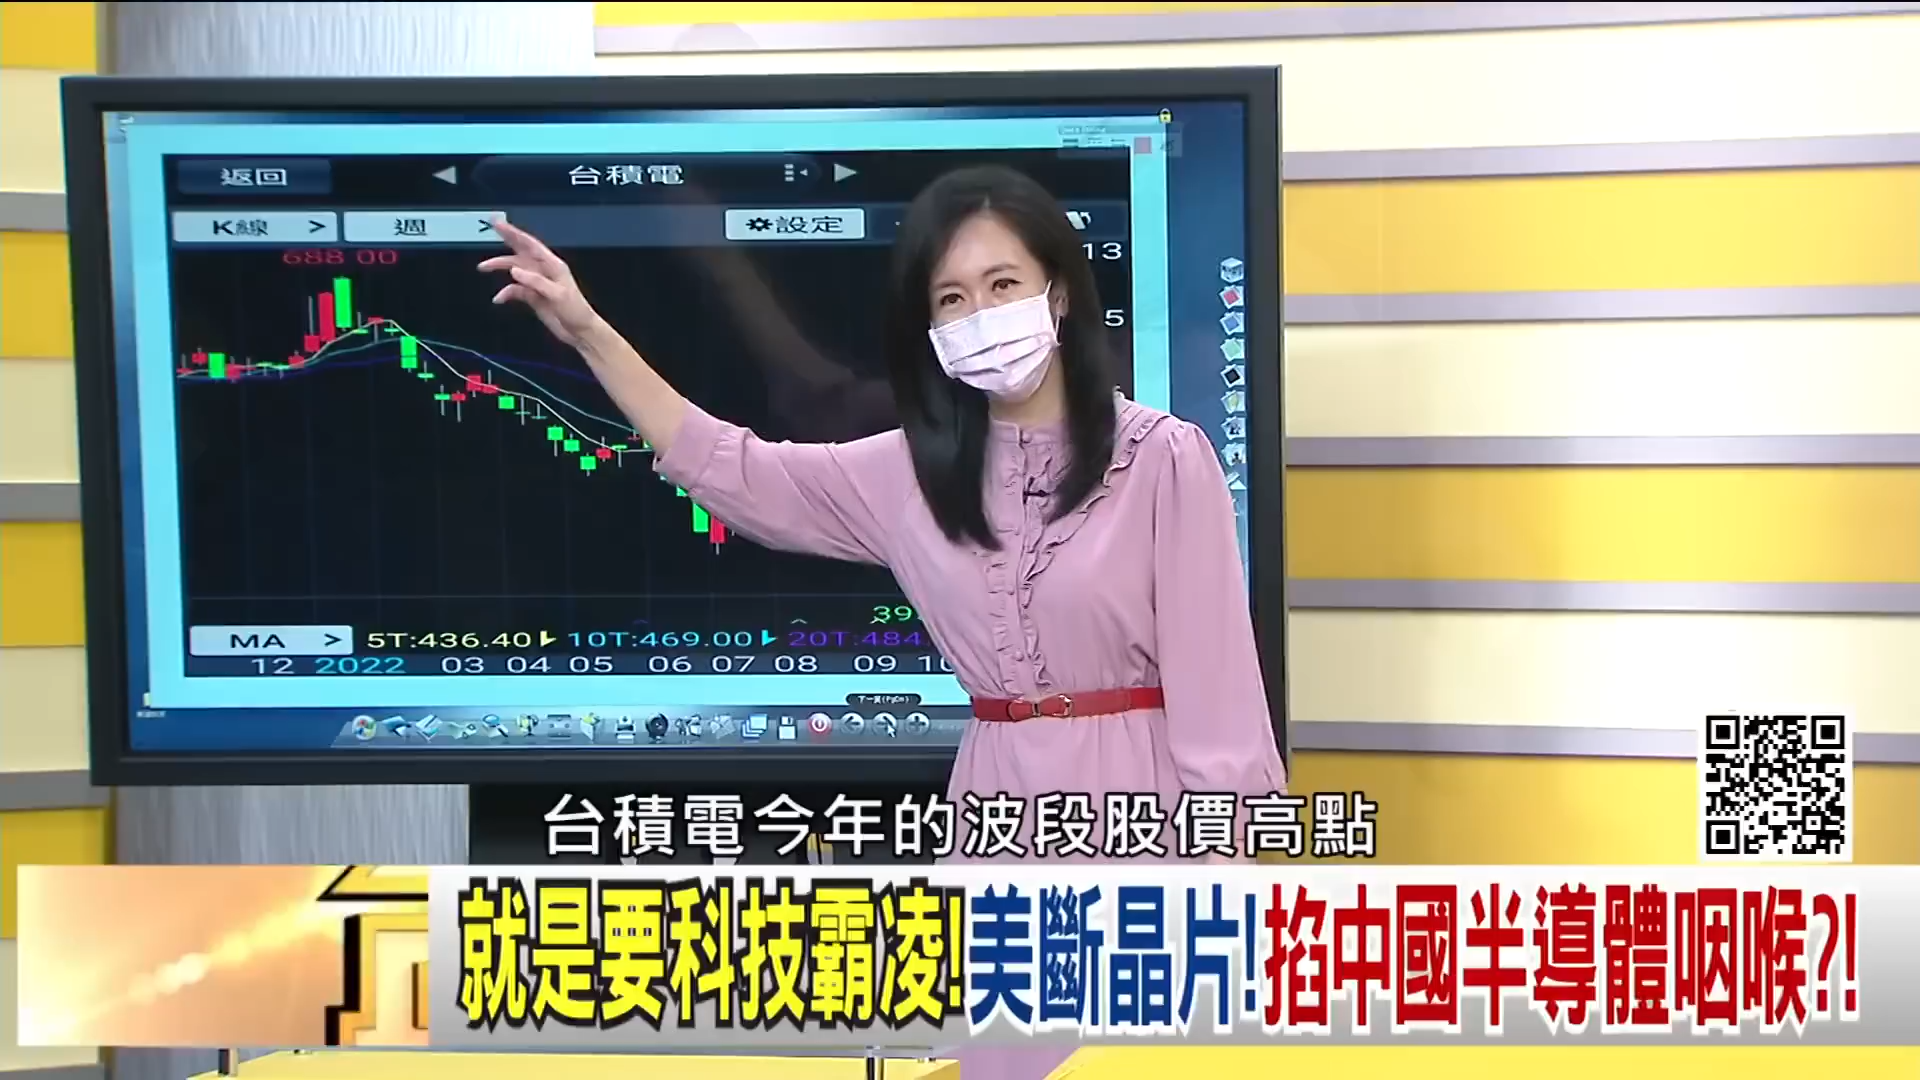 返回
台積電
K線 >
週 >
設定
688.00
13
5
39
MA >
5T:436.40
10T:469.00
20T:484
12 2022 03 04 05 06 07 08 09 10
台積電今年的波段股價高點
就是要科技霸凌!美斷晶片!掐中國半導體咽喉?!